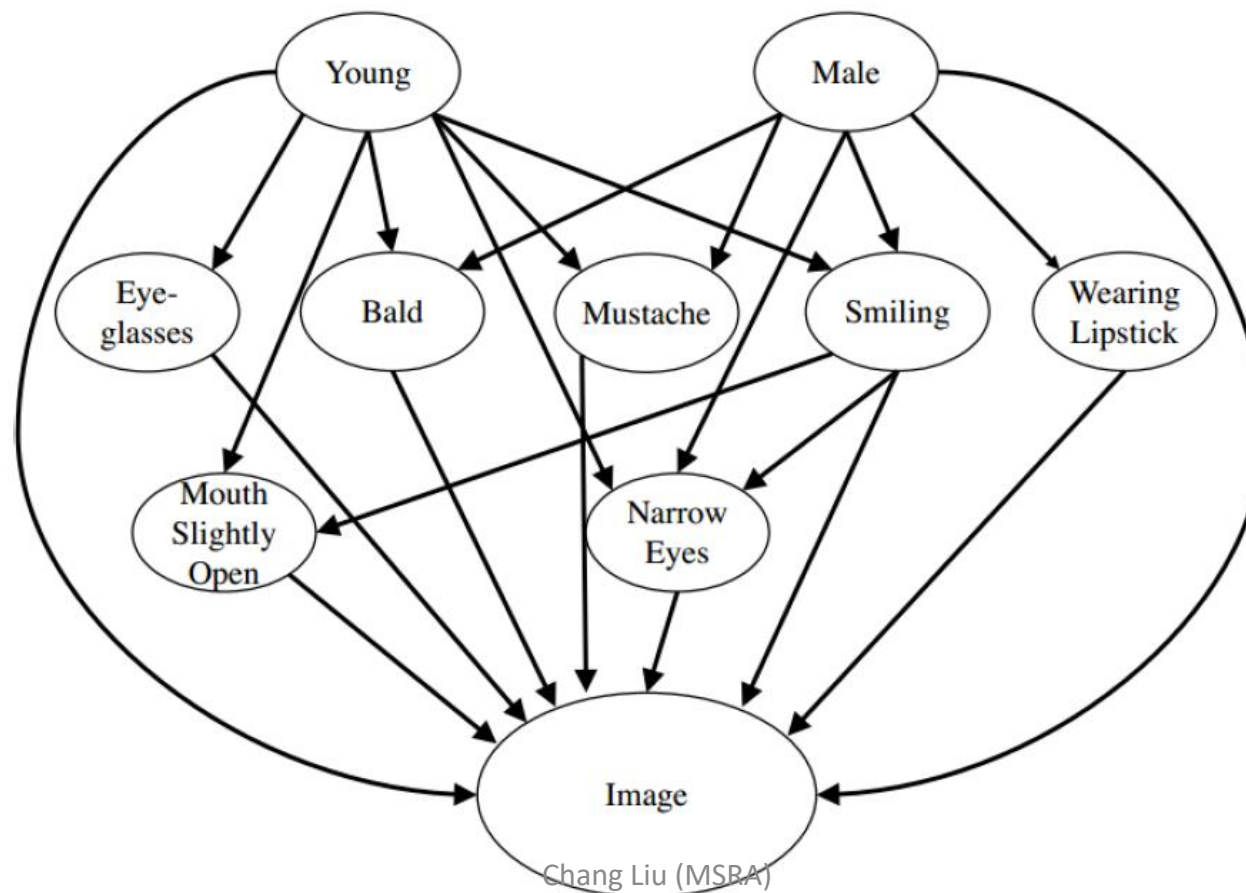 Young
Male
Eye-
glasses
Bald
Mustache
Smiling
Wearing
Lipstick
Mouth
Slightly
Open
Narrow
Eyes
Image
Chang Liu (MSRA)